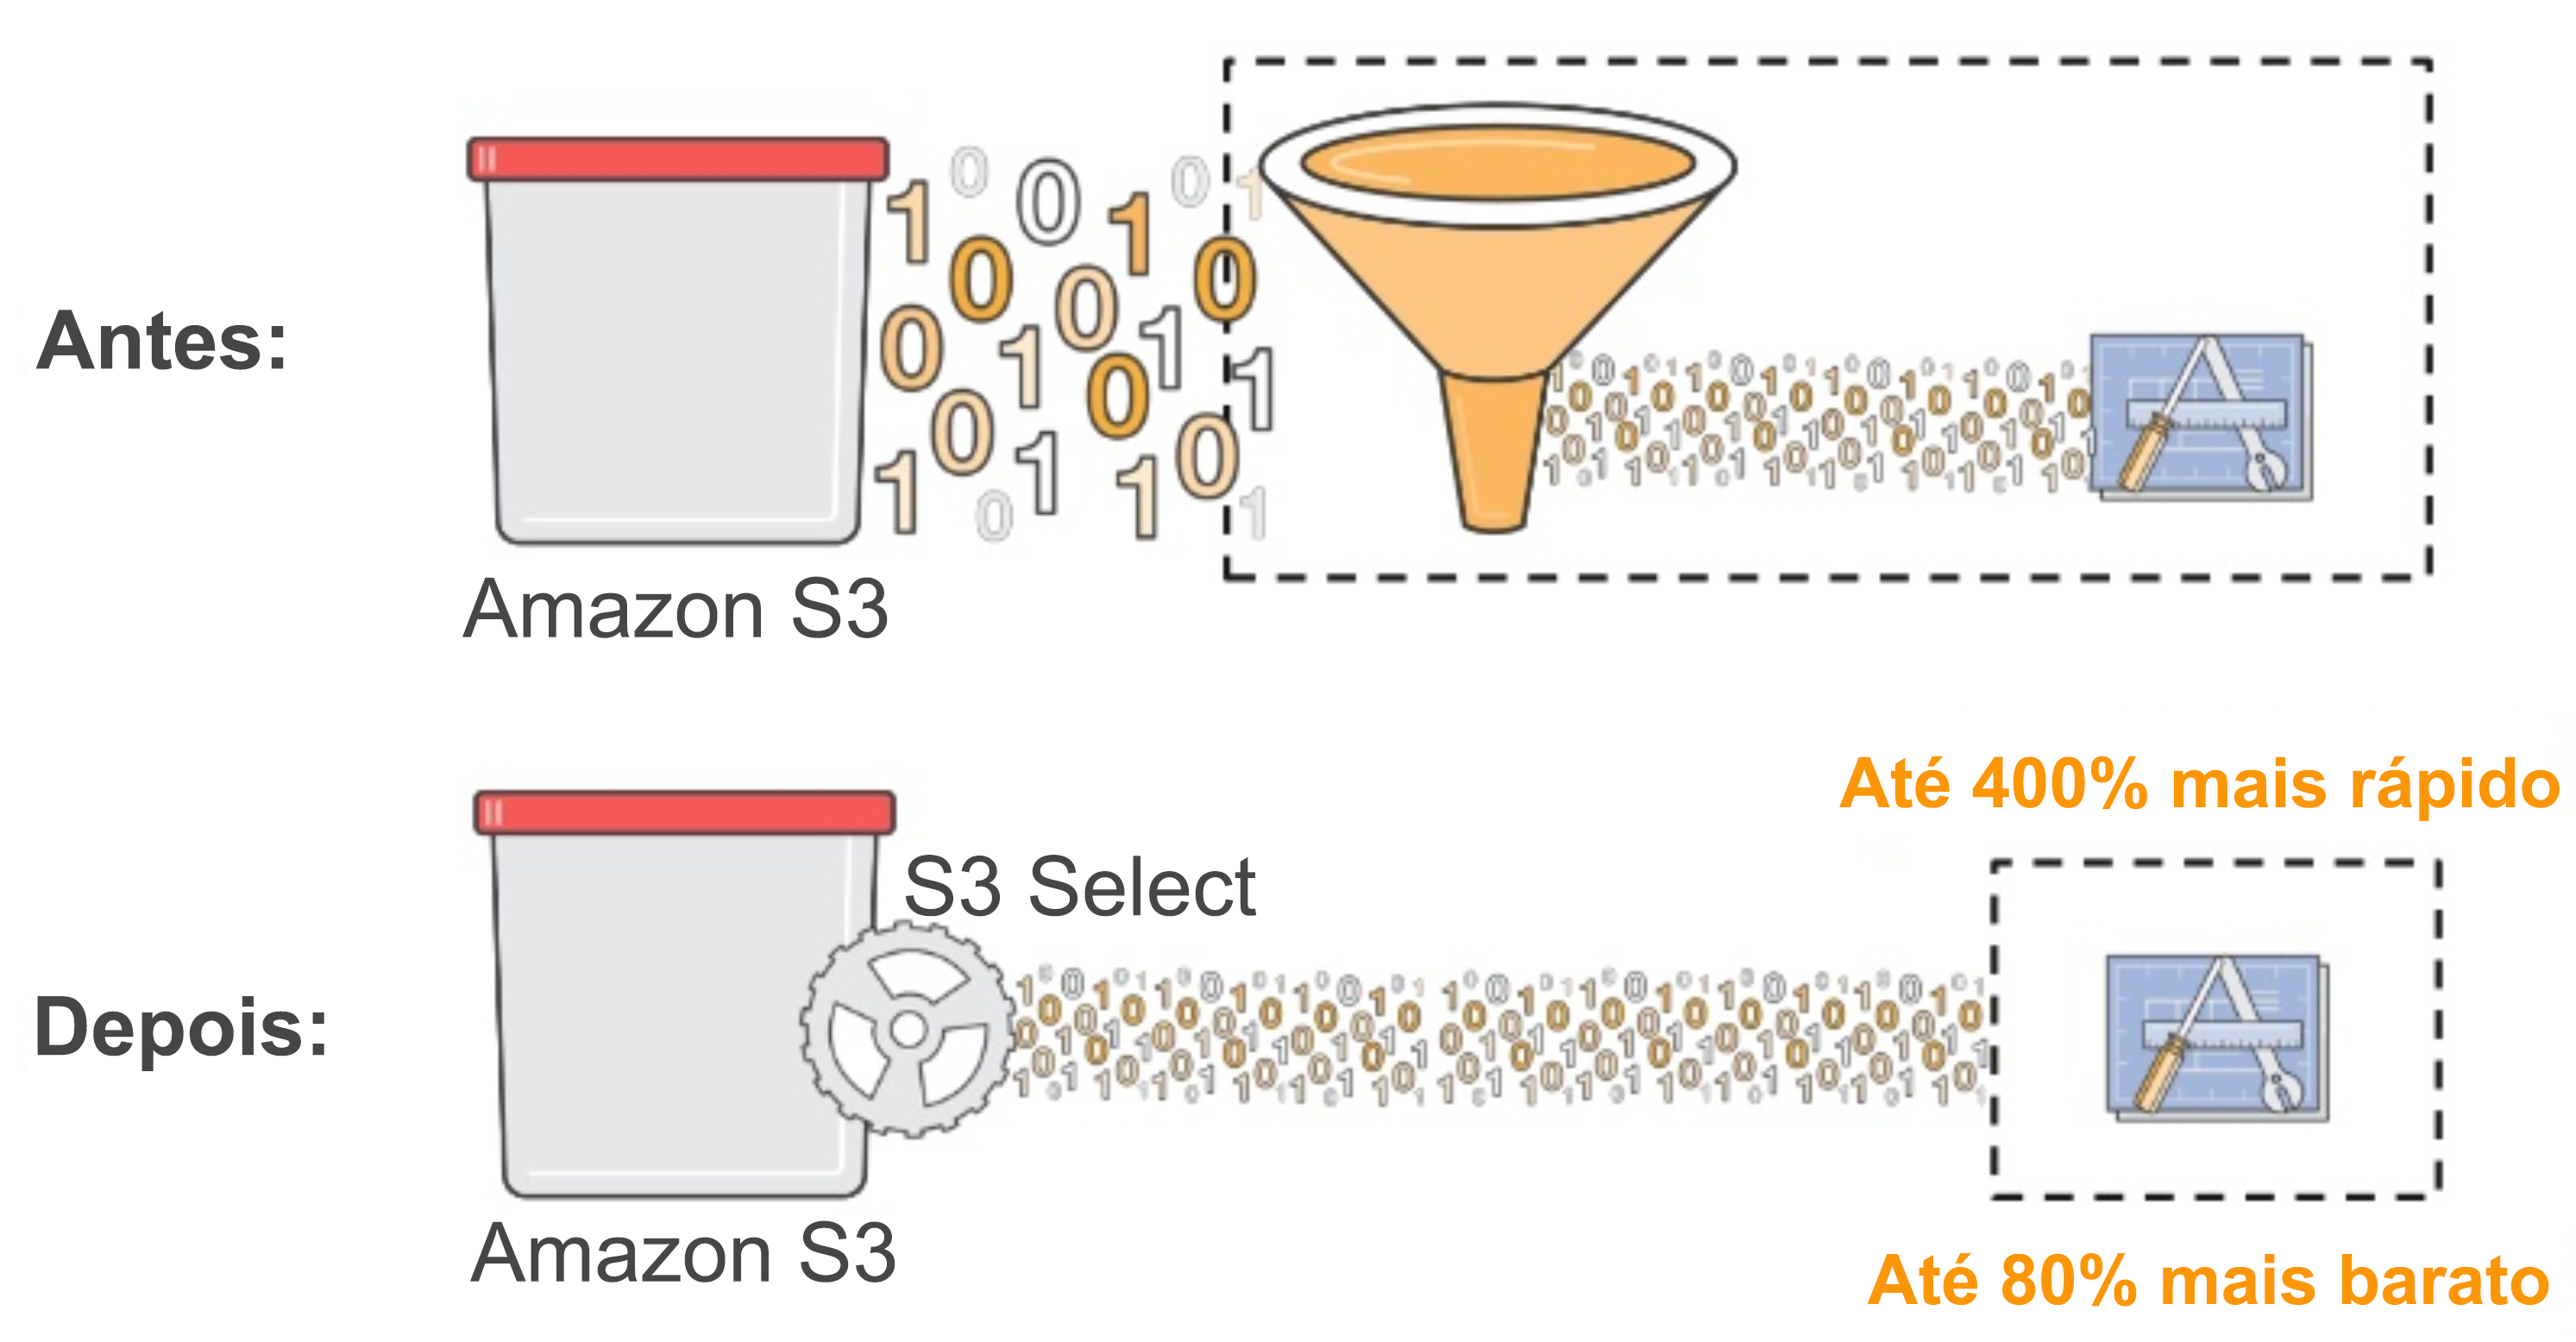 Antes:
Amazon S3
Até 400% mais rápido
S3 Select
Depois:
Amazon S3
Até 80% mais barato